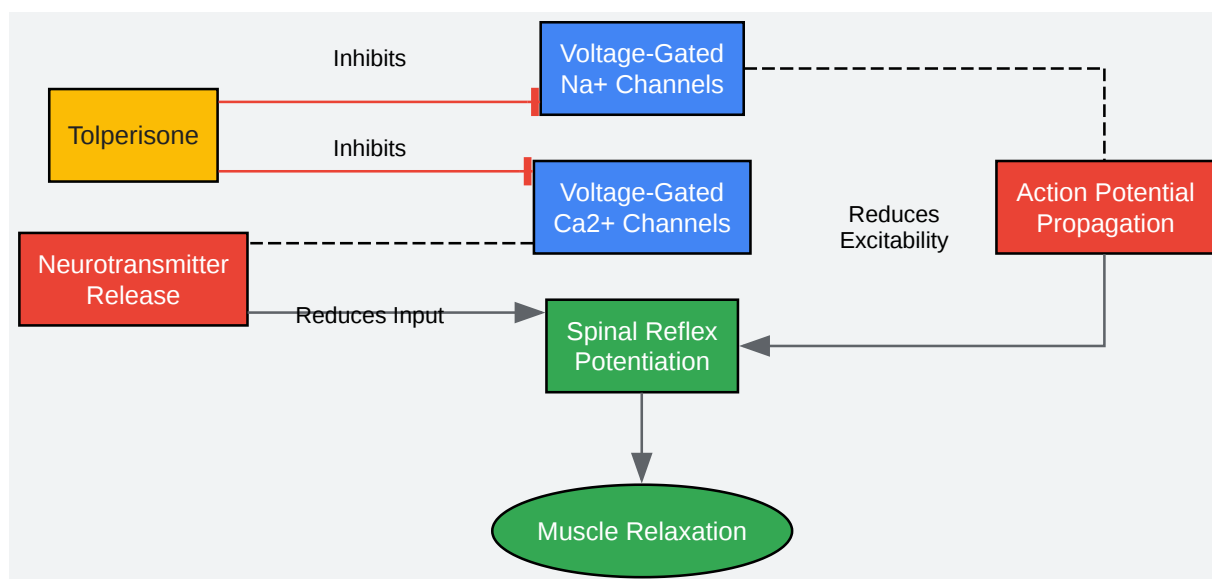 Inhibits
Voltage-Gated
Na+ Channels
Tolperisone
Inhibits
Voltage-Gated
Ca2+ Channels
Action Potential
Propagation
Reduces
Excitability
Neurotransmitter
Release
Reduces Input
Spinal Reflex
Potentiation
Muscle Relaxation